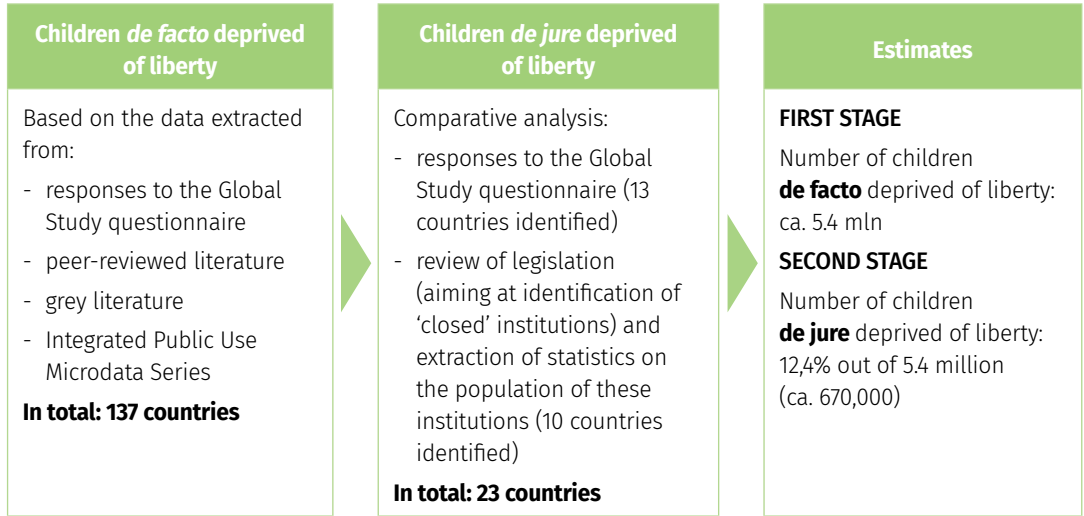 Children de facto deprived
of liberty
Based on the data extracted
from:
- responses to the Global
Study questionnaire
- peer-reviewed literature
- grey literature
- Integrated Public Use
Microdata Series
In total: 137 countries
Children de jure deprived
of liberty
Comparative analysis:
- responses to the Global
Study questionnaire (13
countries identified)
- review of legislation
(aiming at identification of
‘closed’ institutions) and
extraction of statistics on
the population of these
institutions (10 countries
identified)
In total: 23 countries
Estimates
FIRST STAGE
Number of children
de facto deprived of liberty:
ca. 5.4 mln
SECOND STAGE
Number of children
de jure deprived of liberty:
12,4% out of 5.4 million
(ca. 670,000)